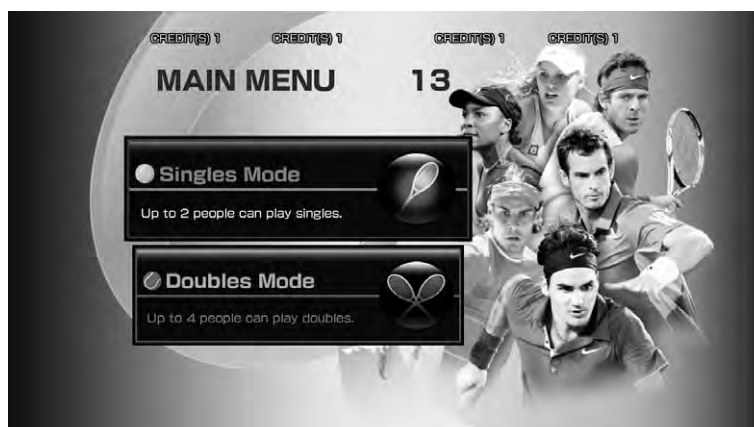 CREDIT(S) 1 CREDIT(S) 1 CREDIT(S) 1 CREDIT(S) 1
MAIN MENU 13
Singles Mode
Up to 2 people can play singles.
Doubles Mode
Up to 4 people can play doubles.